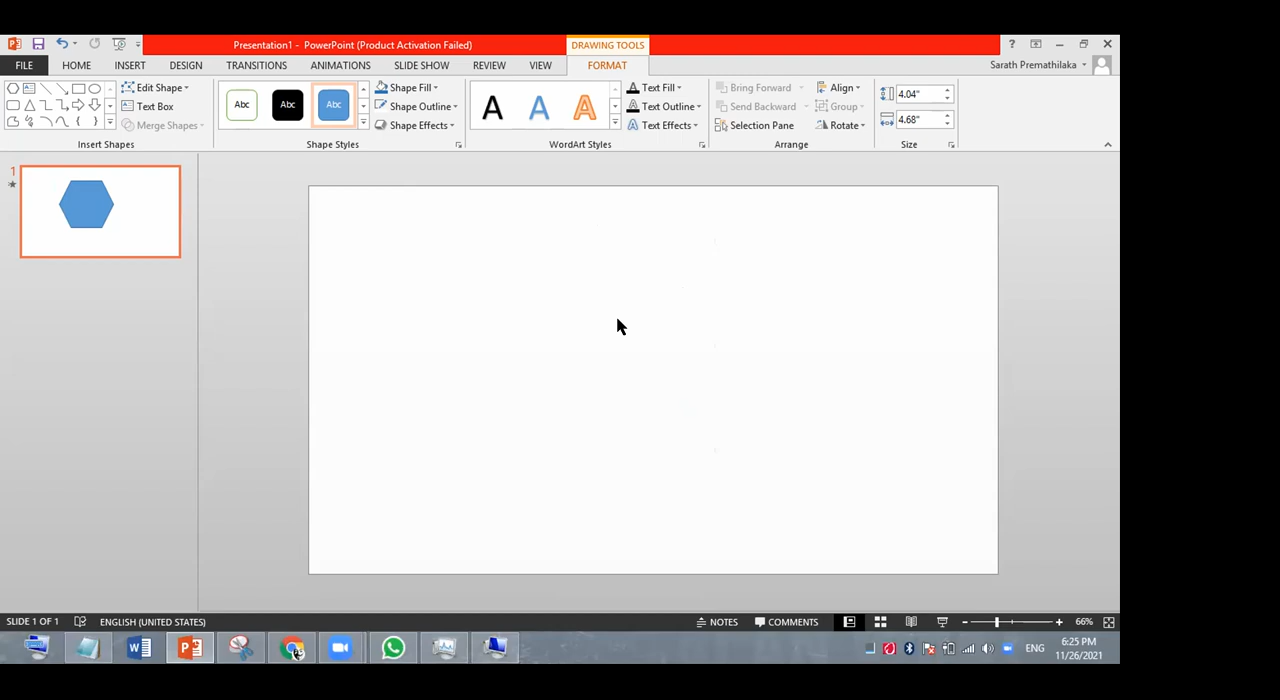 Presentation1 - PowerPoint (Product Activation Failed)
DRAWING TOOLS
?
FILE
HOME
INSERT
DESIGN
TRANSITIONS
ANIMATIONS
SLIDE SHOW
REVIEW
VIEW
FORMAT
Sarath Premathilaka
Edit Shape
Text Box
Merge Shapes
Insert Shapes
Abc
Abc
Abc
Shape Fill
Shape Outline
Shape Effects
Shape Styles
A
A
A
Text Fill
Text Outline
Text Effects
WordArt Styles
Bring Forward
Send Backward
Selection Pane
Align
Group
Rotate
Arrange
4.04"
4.68"
Size
1
SLIDE 1 OF 1
ENGLISH (UNITED STATES)
NOTES
COMMENTS
66%
ENG
6:25 PM
11/26/2021